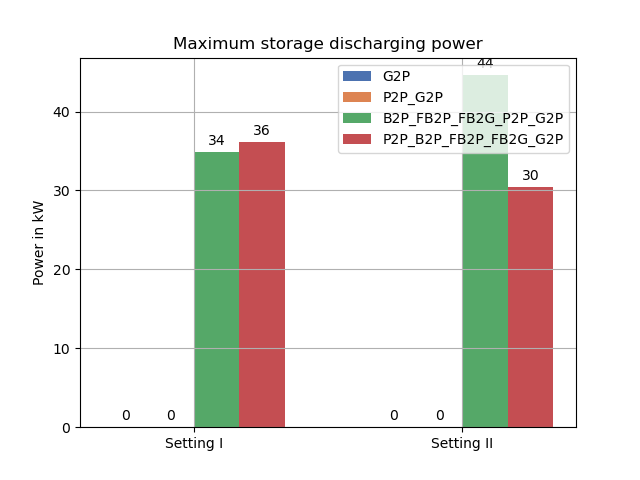 Maximum storage discharging power
G2P
P2P_G2P
B2P_FB2P_FB2G_P2P_G2P
P2P_B2P_FB2P_FB2G_G2P
Power in kW
40
30
20
10
0
0
0
34
36
0
0
44
30
Setting I
Setting II